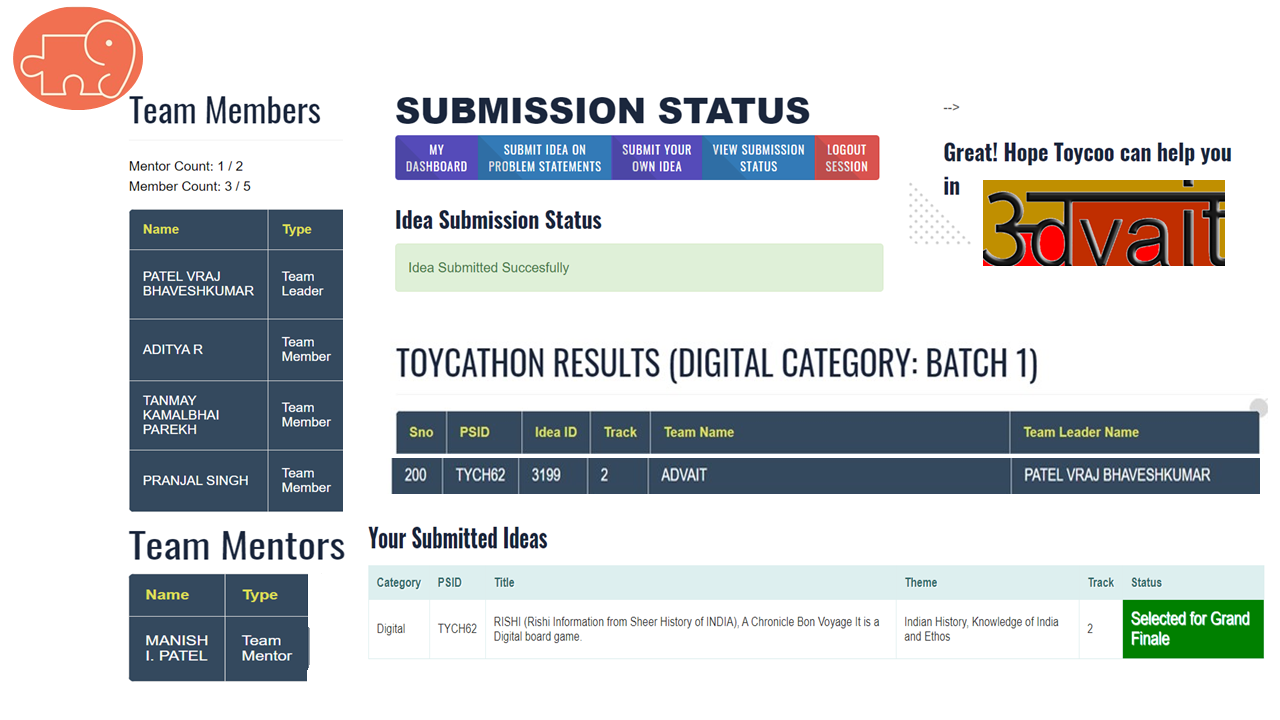 Team Members
Mentor Count: 1 / 2
Member Count: 3 / 5
Name Type
PATEL VRAJ
BHAVESHKUMAR
Team
Leader
ADITYA R
Team
Member
TANMAY
KAMALBHAI
PAREKH
Team
Member
PRANJAL SINGH
Team
Member
Team Mentors
Name Type
MANISH
I. PATEL
Team
Mentor
SUBMISSION STATUS
MY
DASHBOARD
SUBMIT IDEA ON
PROBLEM STATEMENTS
SUBMIT YOUR
OWN IDEA
VIEW SUBMISSION
STATUS
LOGOUT
SESSION
Idea Submission Status
Idea Submitted Succesfully
-->
Great! Hope Toycoo can help you
in
अdvait
TOYCATHON RESULTS (DIGITAL CATEGORY: BATCH 1)
Sno PSID Idea ID Track Team Name Team Leader Name
200 TYCH62 3199 2 ADVAIT PATEL VRAJ BHAVESHKUMAR
Your Submitted Ideas
Category PSID Title Theme Track Status
Digital TYCH62
RISHI (Rishi Information from Sheer History of INDIA), A Chronicle Bon Voyage It is a
Digital board game.
Indian History, Knowledge of India
and Ethos
2
Selected for Grand
Finale